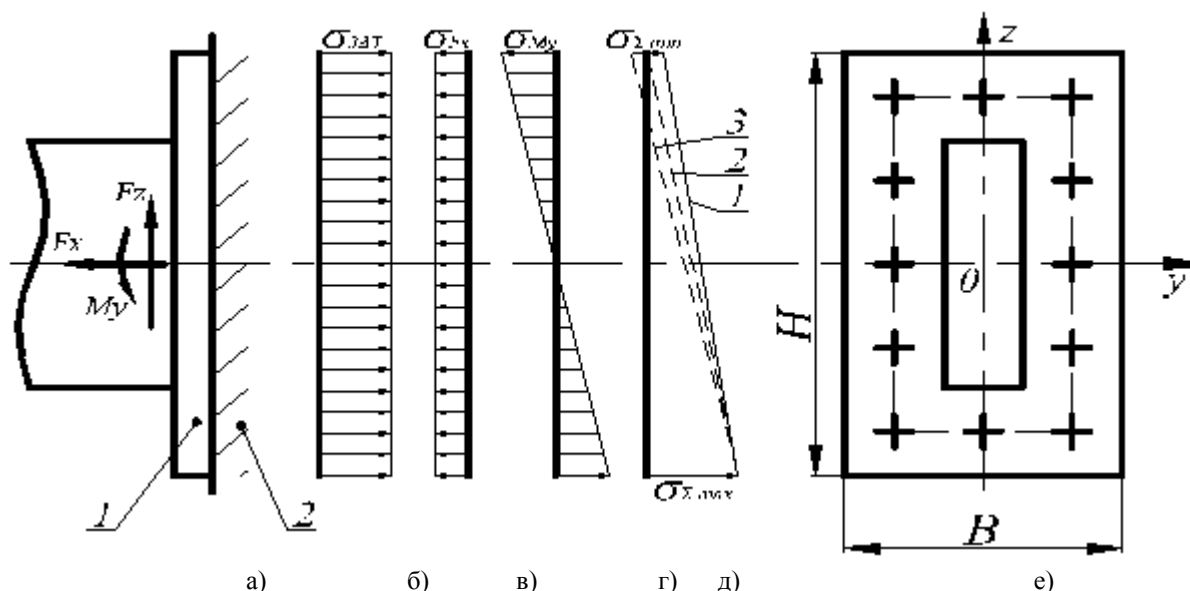 σЗАТ σFx σMy σΣ min z
3
2
1
Fz
Fx
My
0 y
H
σΣ max
1 2
B
а) б) в) г) д) е)